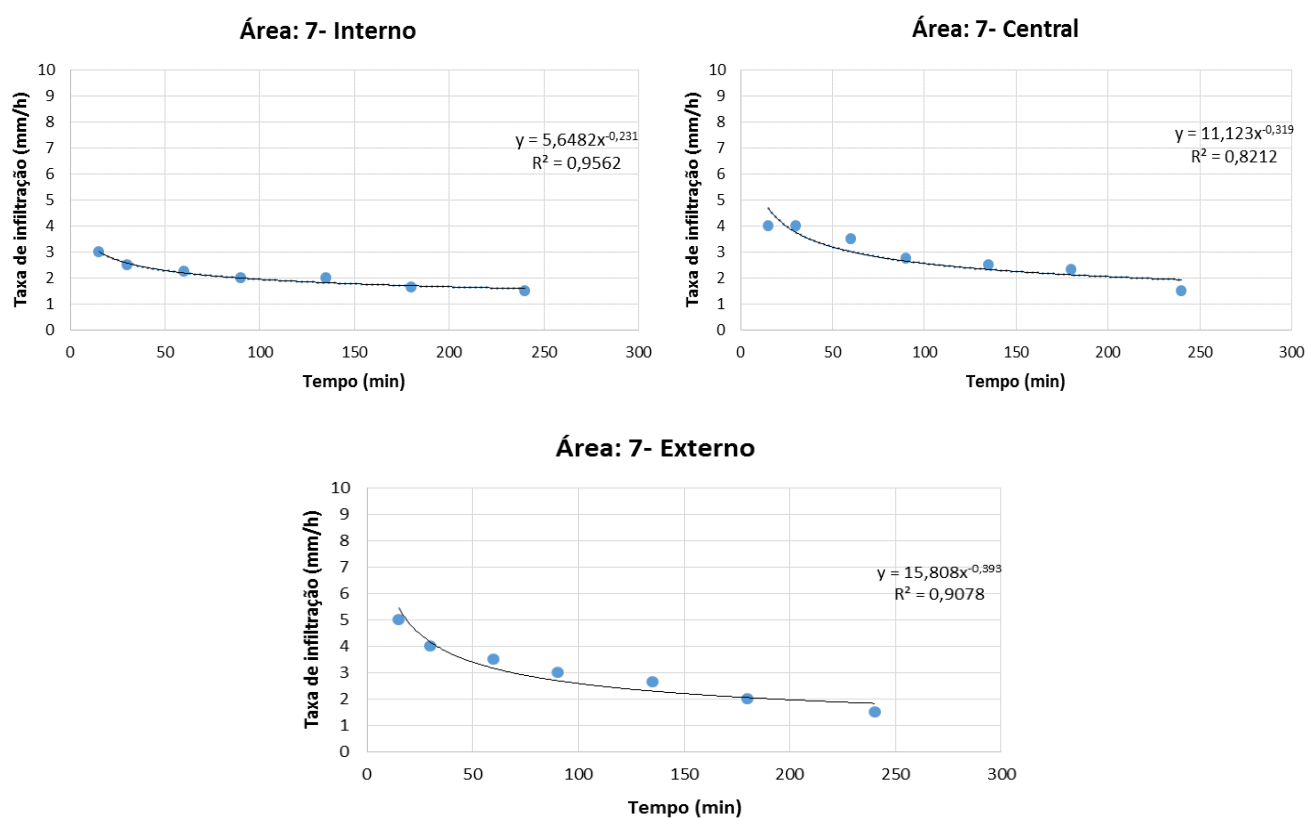 Área: 7- Interno
Taxa de infiltração (mm/h)
10
9
8
7
6
5
4
3
2
1
0
y = 5,6482x-0,231
R² = 0,9562
0 50 100 150 200 250 300
Tempo (min)
Área: 7- Central
Taxa de infiltração (mm/h)
10
9
8
7
6
5
4
3
2
1
0
y = 11,123x-0,319
R² = 0,8212
0 50 100 150 200 250 300
Tempo (min)
Área: 7- Externo
Taxa de infiltração (mm/h)
10
9
8
7
6
5
4
3
2
1
0
y = 15,808x-0,393
R² = 0,9078
0 50 100 150 200 250 300
Tempo (min)